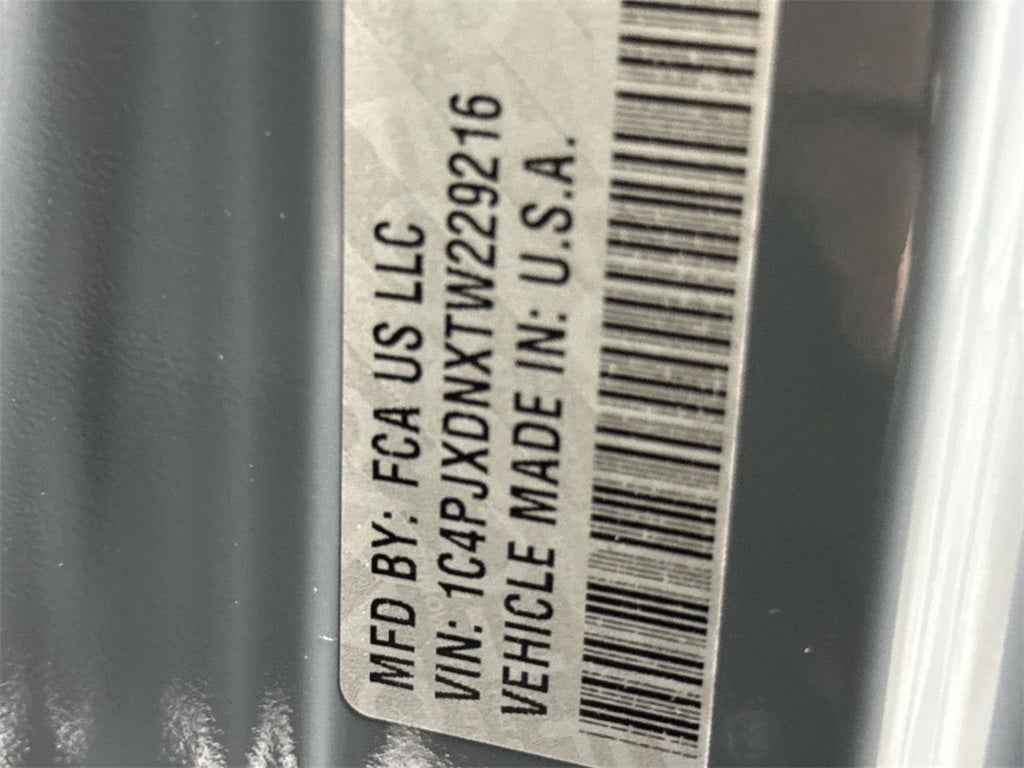 MFD BY: FCA US LLC
VIN: 1C4PJXDNXTW229216
VEHICLE MADE IN: U.S.A.